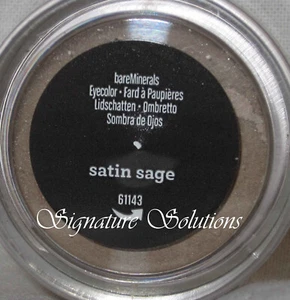 bareMinerals
Eyecolor · Fard à Paupières
Lidschatten · Ombretto
Sombra de Ojos
satin sage
61143
Signature Solutions